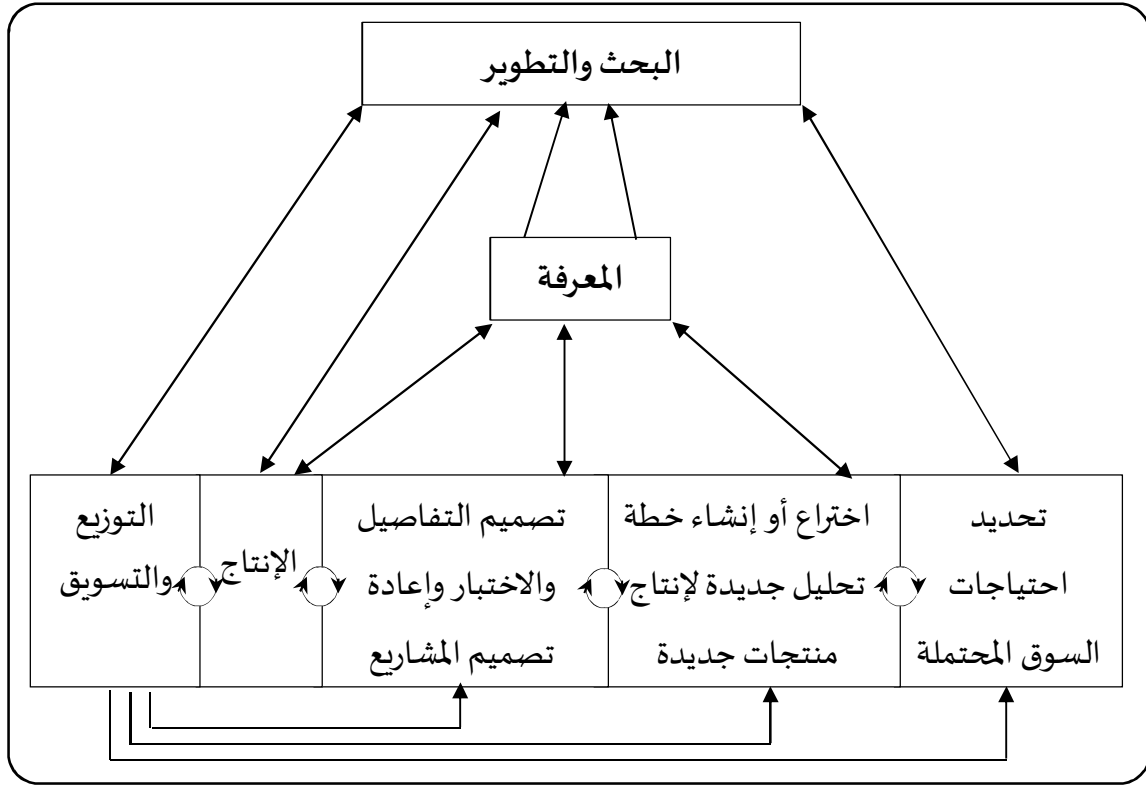 البحث والتطوير
المعرفة
تحديد
احتياجات
السوق المحتملة
اختراع أو إنشاء خطة
تحليل جديدة لإنتاج
منتجات جديدة
تصميم التفاصيل
والاختبار وإعادة
تصميم المشاريع
الإنتاج
التوزيع
والتسويق